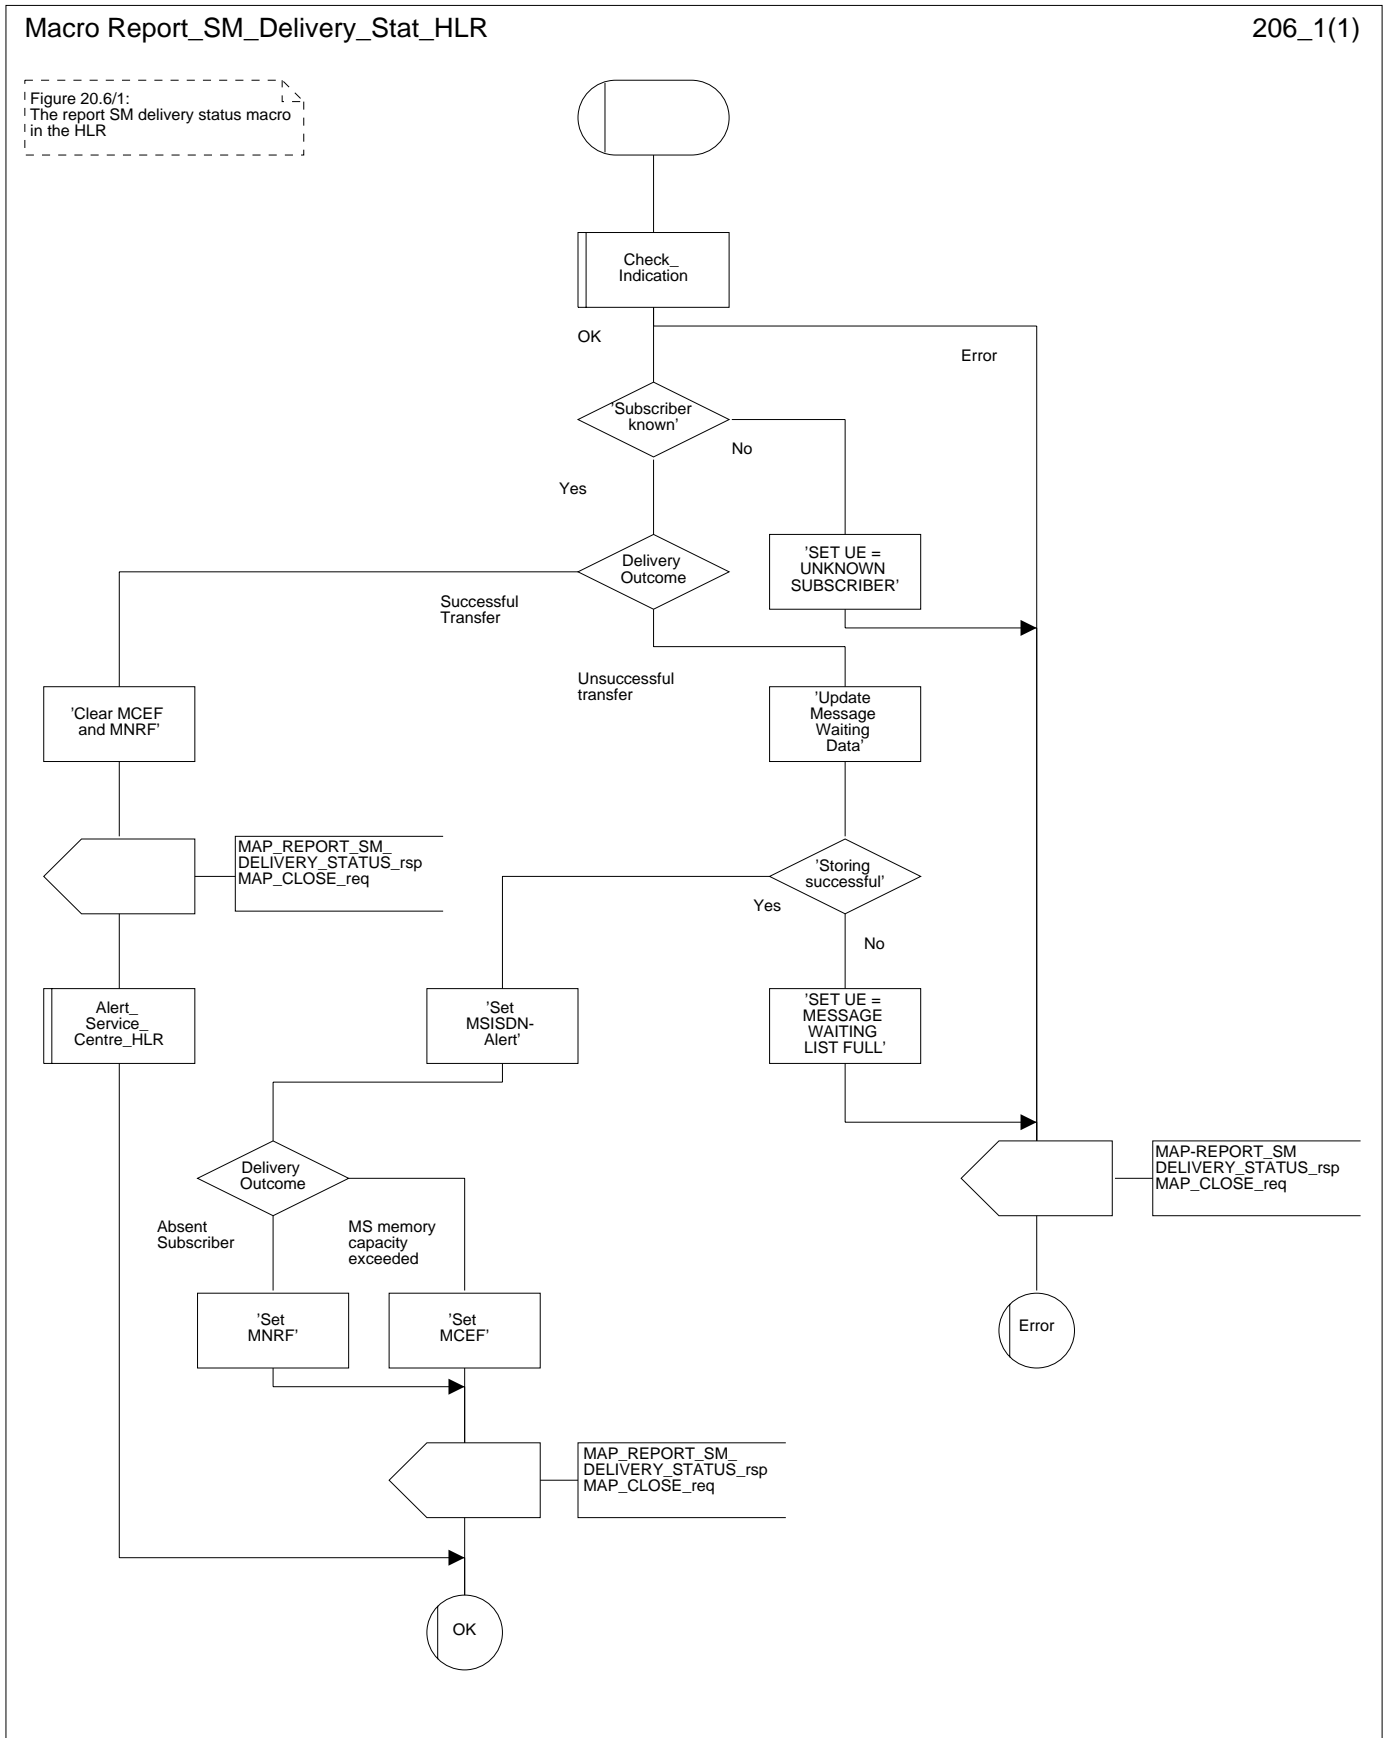 Macro Report_SM_Delivery_Stat_HLR
206_1(1)
Figure 20.6/1:
The report SM delivery status macro
in the HLR
Check_
Indication
OK
Error
'Subscriber
known'
No
Yes
Delivery
Outcome
'SET UE =
UNKNOWN
SUBSCRIBER'
Successful
Transfer
Unsuccessful
transfer
'Clear MCEF
and MNRF'
'Update
Message
Waiting
Data'
MAP_REPORT_SM_
DELIVERY_STATUS_rsp
MAP_CLOSE_req
'Storing
successful'
Yes
No
Alert_
Service_
Centre_HLR
'Set
MSISDN-
Alert'
'SET UE =
MESSAGE
WAITING
LIST FULL'
Delivery
Outcome
MAP-REPORT_SM
DELIVERY_STATUS_rsp
MAP_CLOSE_req
Absent
Subscriber
MS memory
capacity
exceeded
'Set
MNRF'
'Set
MCEF'
Error
MAP_REPORT_SM_
DELIVERY_STATUS_rsp
MAP_CLOSE_req
OK